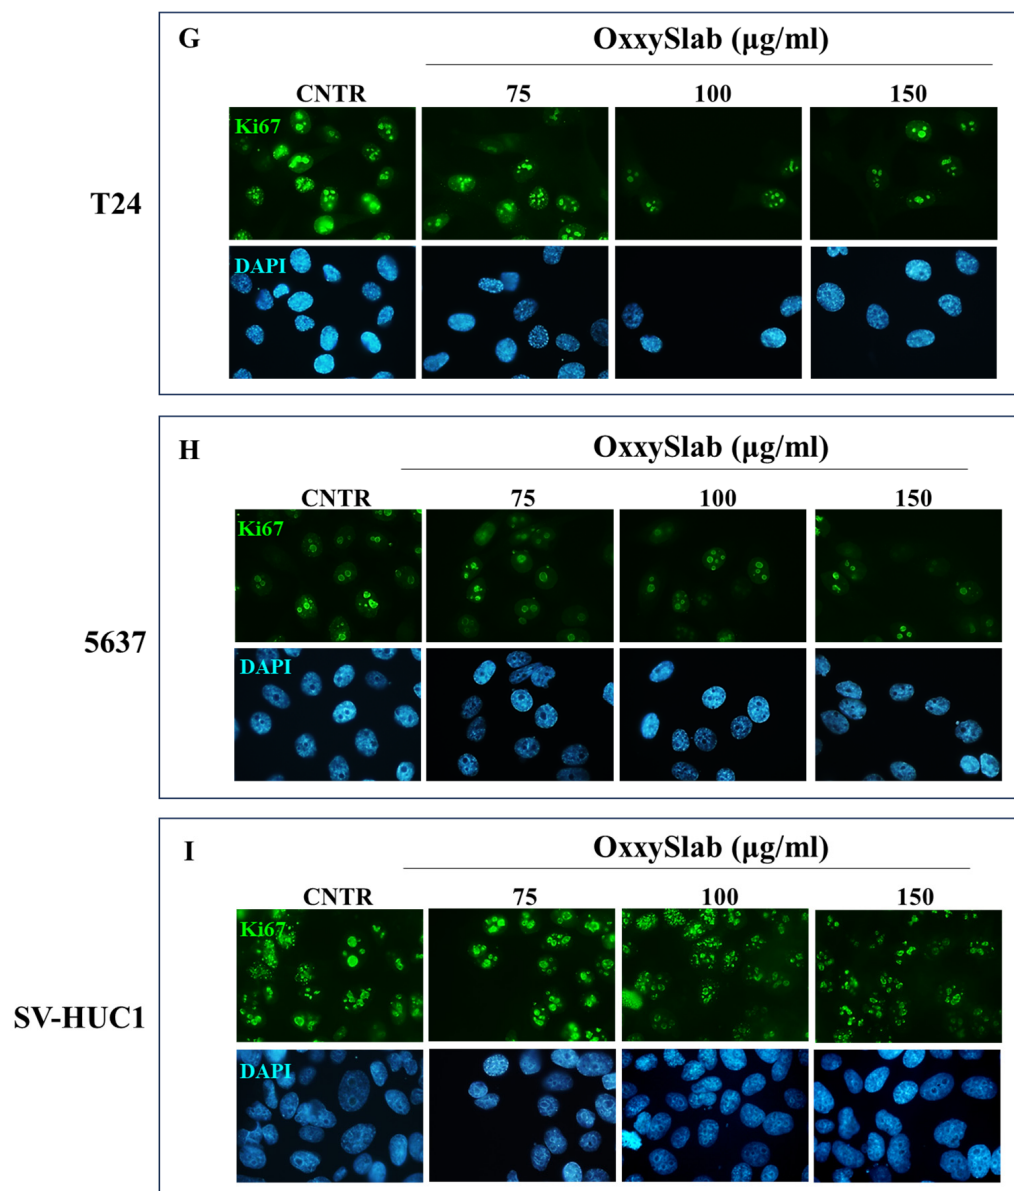 G
OxxySlab (µg/ml)
CNTR 75 100 150
Ki67
T24
DAPI
H
OxxySlab (µg/ml)
CNTR 75 100 150
Ki67
5637
DAPI
I
OxxySlab (µg/ml)
CNTR 75 100 150
Ki67
SV-HUC1
DAPI